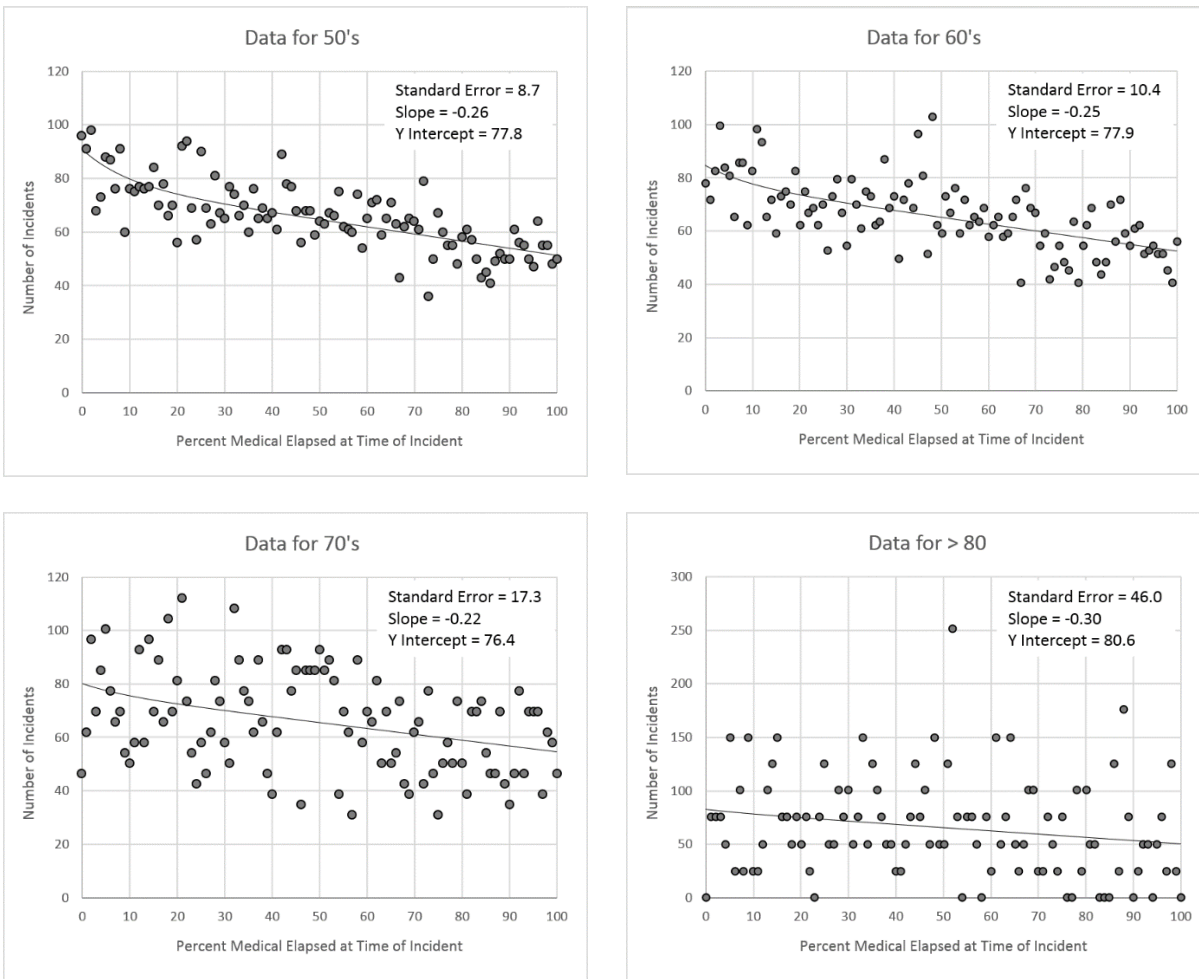 Data for 50's
120
100
80
60
40
20
0
Number of Incidents
Standard Error = 8.7
Slope = -0.26
Y Intercept = 77.8
0 10 20 30 40 50 60 70 80 90 100
Percent Medical Elapsed at Time of Incident
Data for 60's
120
100
80
60
40
20
0
Number of Incidents
Standard Error = 10.4
Slope = -0.25
Y Intercept = 77.9
0 10 20 30 40 50 60 70 80 90 100
Percent Medical Elapsed at Time of Incident
Data for 70's
120
100
80
60
40
20
0
Number of Incidents
Standard Error = 17.3
Slope = -0.22
Y Intercept = 76.4
0 10 20 30 40 50 60 70 80 90 100
Percent Medical Elapsed at Time of Incident
Data for > 80
300
250
200
150
100
50
0
Number of Incidents
Standard Error = 46.0
Slope = -0.30
Y Intercept = 80.6
0 10 20 30 40 50 60 70 80 90 100
Percent Medical Elapsed at Time of Incident